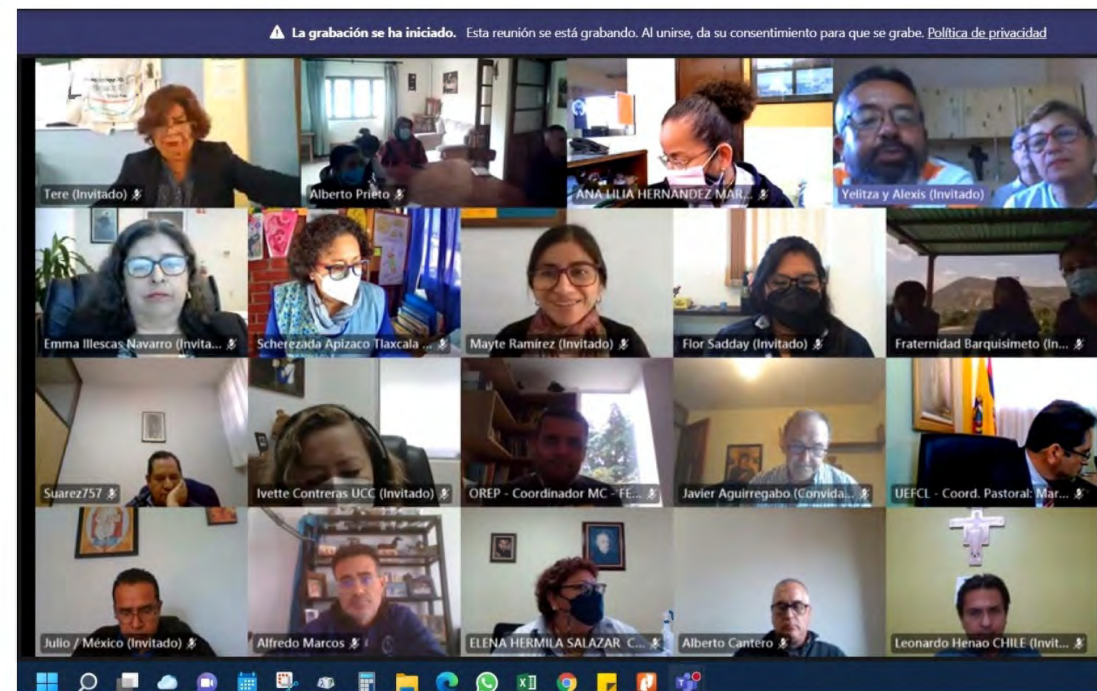 La grabación se ha iniciado. Esta reunión se está grabando. Al unirse, da su consentimiento para que se grabe. Política de privacidad
Tere (Invitado)
Alberto Prieto
ANA LILIA HERNÁNDEZ MAR...
Yelitza y Alexis (Invitado)
Emma Illescas Navarro (Invita...
Scherezada Apizaco Tlaxcala ...
Mayte Ramírez (Invitado)
Flor Sadday (Invitado)
Fraternidad Barquisimeto (In...
Suarez757
Ivette Contreras UCC (Invitado)
OREP - Coordinador MC - FE...
Javier Aguirregabo (Convida...
UEFCL - Coord. Pastoral: Mar...
Julio / México (Invitado)
Alfredo Marcos
ELENA HERMILA SALAZAR C...
Alberto Cantero
Leonardo Henao CHILE (Invit...